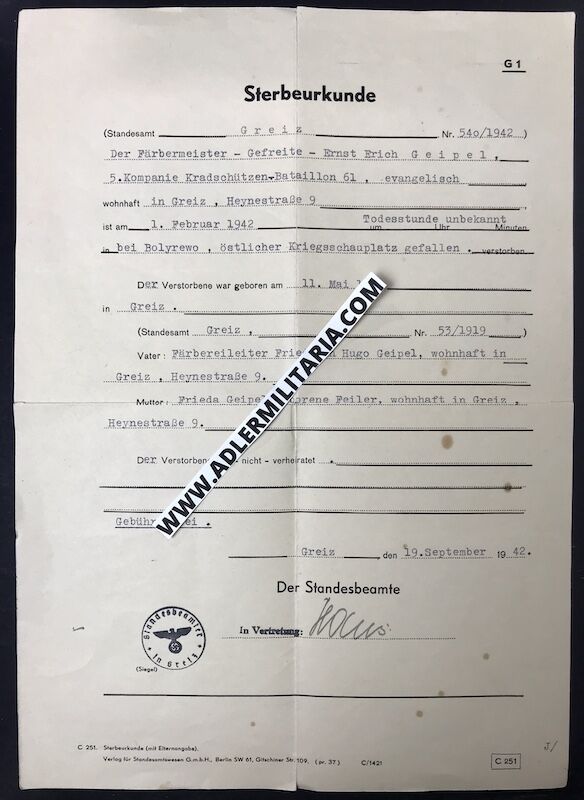 G 1
Sterbeurkunde
(Standesamt Greiz Nr. 540/1942 )
Der Färbermeister - Gefreite - Ernst Erich Geipel,
5.Kompanie Kradschützen-Bataillon 61 , evangelisch
wohnhaft in Greiz , Heynestraße 9
ist am 1. Februar 1942 um Todesstunde unbekannt Uhr Minuten
in bei Bolyrewo , östlicher Kriegsschauplatz gefallen . verstorben
Der Verstorbene war geboren am 11. Mai
in Greiz .
(Standesamt Greiz , Nr. 53/1919 )
Vater: Färbereileiter Hugo Geipel, wohnhaft in
Greiz , Heynestraße 9.
Mutter: Frieda Geipel Feiler, wohnhaft in Greiz ,
Heynestraße 9.
Der Verstorbene - nicht - verheiratet .
Greiz , den 19.September 1942.
Der Standesbeamte
In Vertretung:
Standesbeamter in Greiz
(Siegel)
C 251. Sterbeurkunde (mit Elternangabe).
Verlag für Standesamtswesen G.m.b.H., Berlin SW 61, Gitschiner Str. 109. (pr. 37) C/1421
C 251
WWW.ADLERMILITARIA.COM